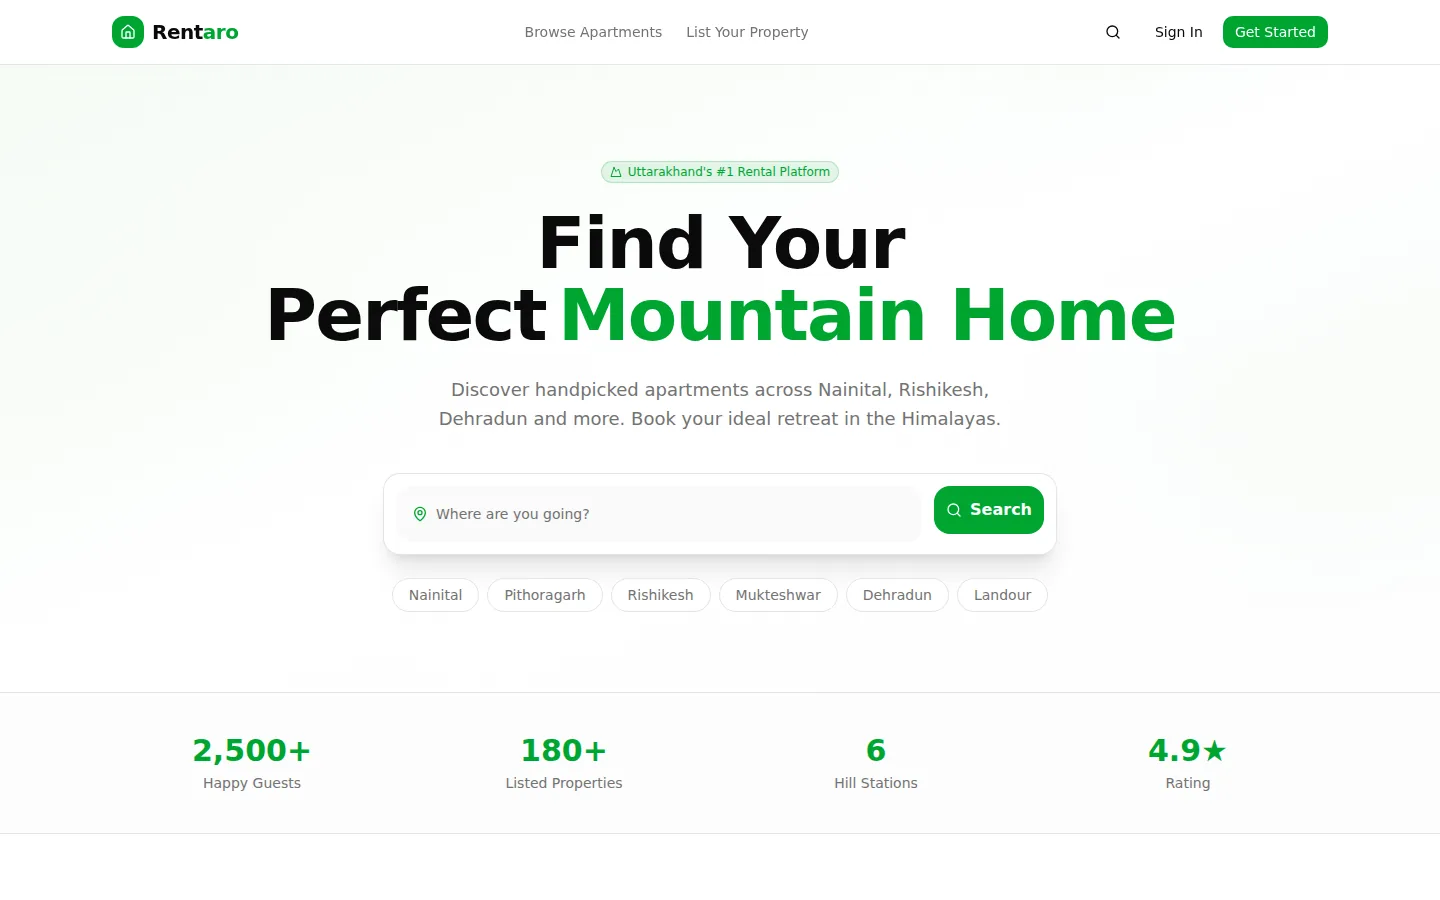 Rentaro
Browse Apartments
List Your Property
Sign In
Get Started
Uttarakhand's #1 Rental Platform
Find Your
Perfect Mountain Home
Discover handpicked apartments across Nainital, Rishikesh,
Dehradun and more. Book your ideal retreat in the Himalayas.
Where are you going?
Search
Nainital
Pithoragarh
Rishikesh
Mukteshwar
Dehradun
Landour
2,500+
Happy Guests
180+
Listed Properties
6
Hill Stations
4.9★
Rating